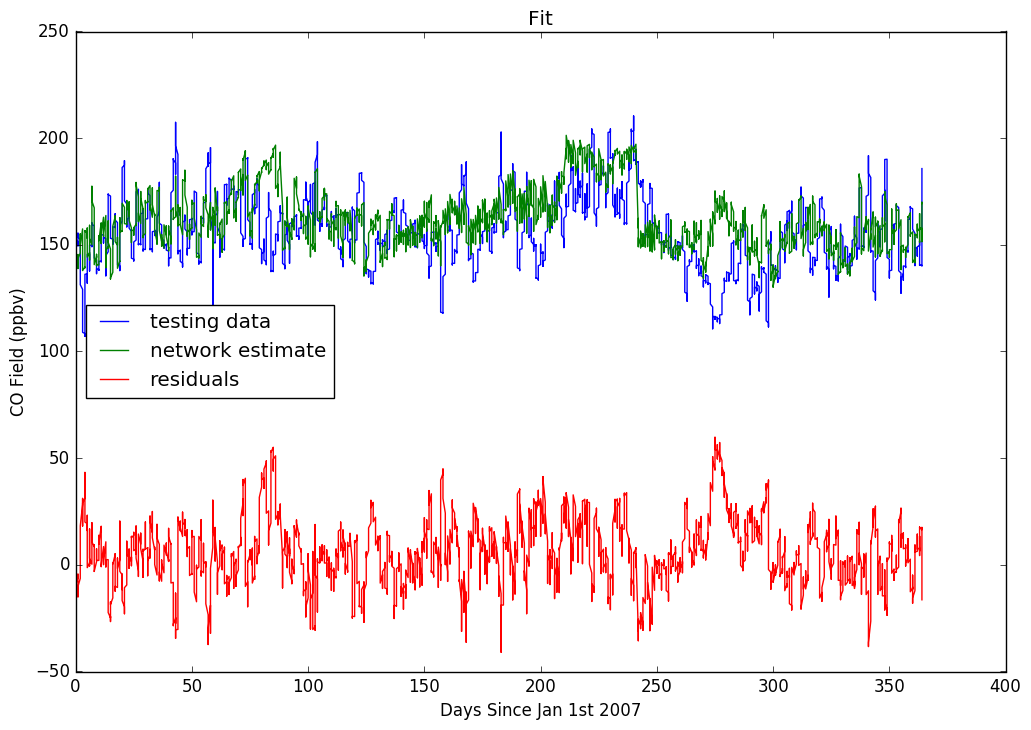 Fit
250
200
150
100
50
0
−50
CO Field (ppbv)
testing data
network estimate
residuals
0 50 100 150 200 250 300 350 400
Days Since Jan 1st 2007